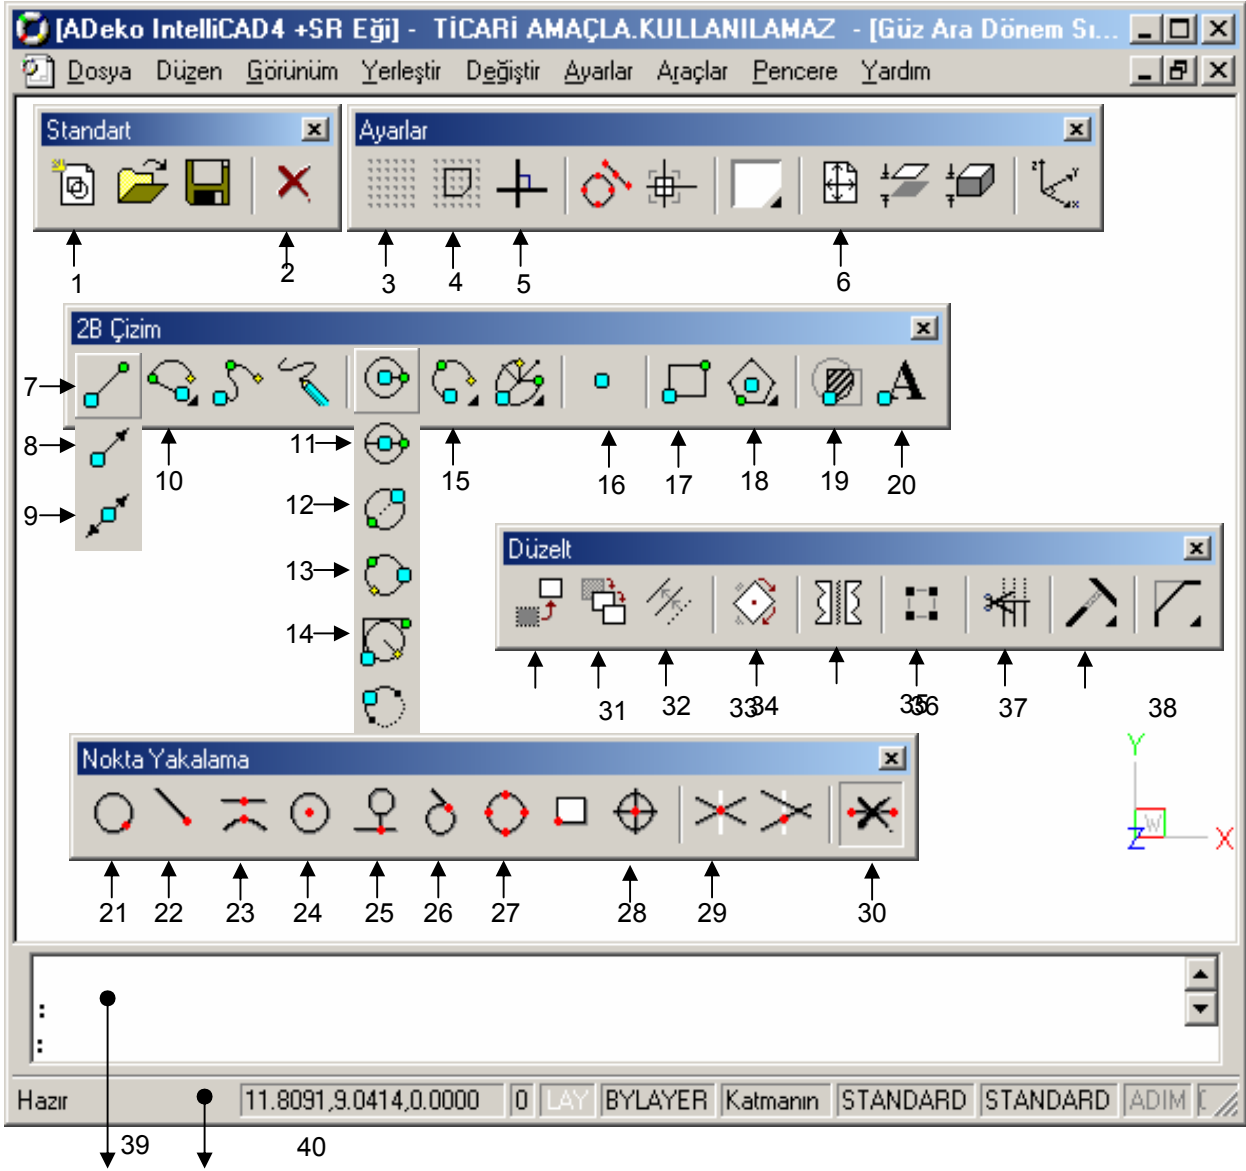 [ADeko IntelliCAD4 +SR Eği] - TİCARİ AMAÇLA.KULLANILAMAZ - [Güz Ara Dönem Sı...
Dosya Düzen Görünüm Yerleştir Değiştir Ayarlar Araçlar Pencere Yardım
Standart
Ayarlar
1 2 3 4 5 6
2B Çizim
7
A
8
11
10 15 16 17 18 19 20
9
12
Düzelt
13
14
31 32 33 34 35 36 37 38
Nokta Yakalama
Y
W
Z X
21 22 23 24 25 26 27 28 29 30
:
:
Hazır 11.8091,9.0414,0.0000 0 LAY BYLAYER Katmanın STANDARD STANDARD ADIM
39 40